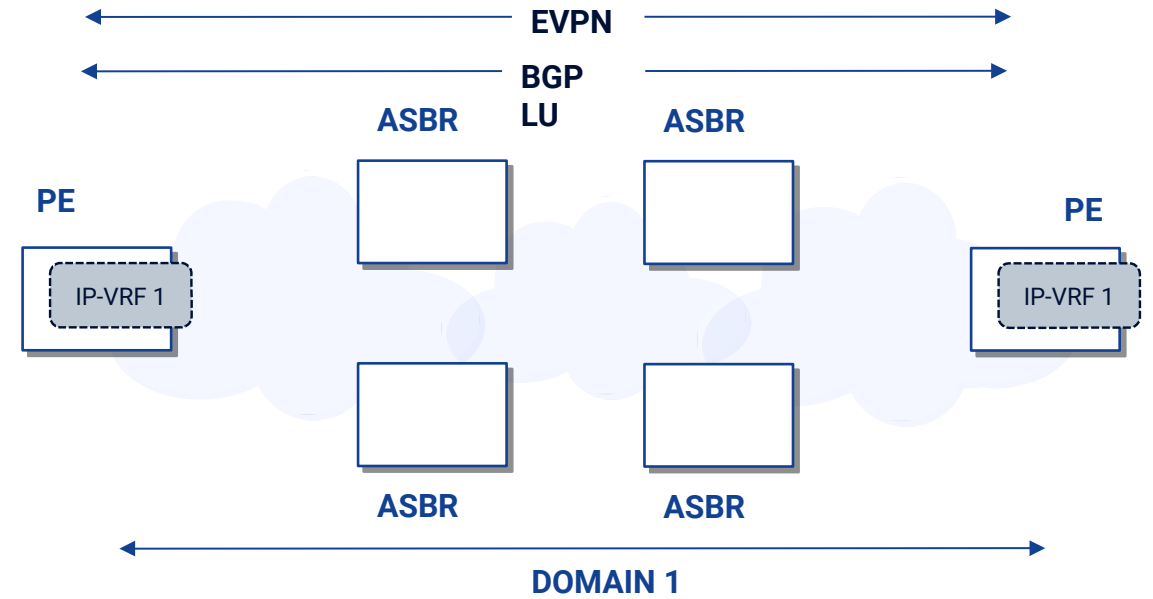 EVPN
BGP
LU
ASBR
ASBR
PE
PE
IP-VRF 1
IP-VRF 1
ASBR
ASBR
DOMAIN 1